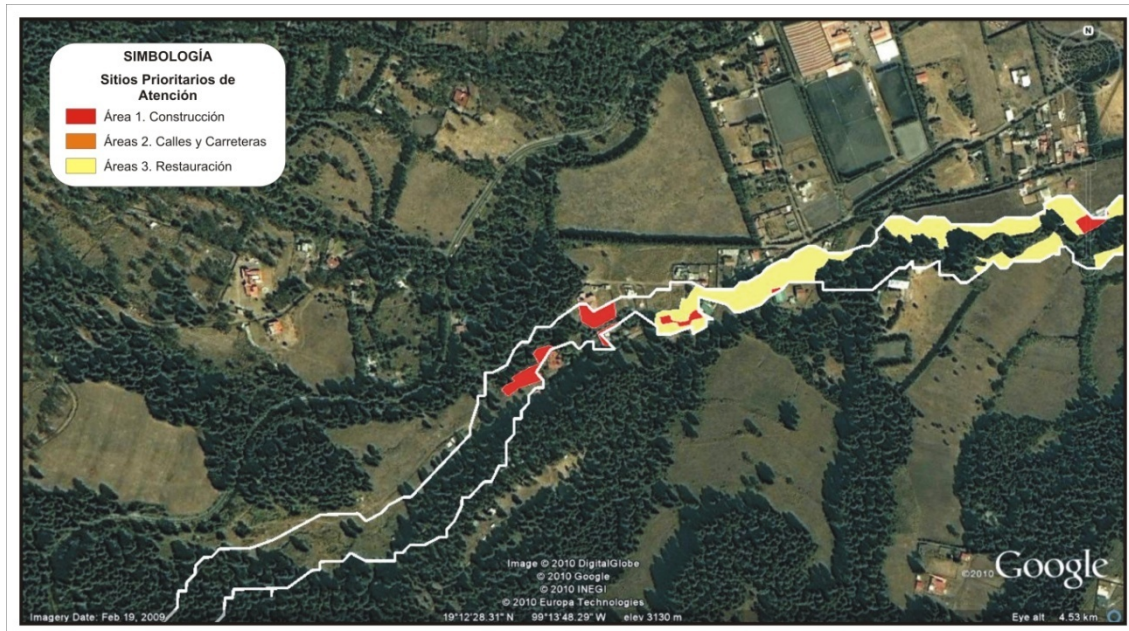 SIMBOLOGÍA
Sitios Prioritarios de
Atención
Área 1. Construcción
Áreas 2. Calles y Carreteras
Áreas 3. Restauración
N
Image © 2010 DigitalGlobe
© 2010 Google
© 2010 INEGI
© 2010 Europa Technologies
©2010 Google
Imagery Date: Feb 19, 2009
19°12'28.31" N 99°13'48.29" W elev 3130 m
Eye alt 4.53 km